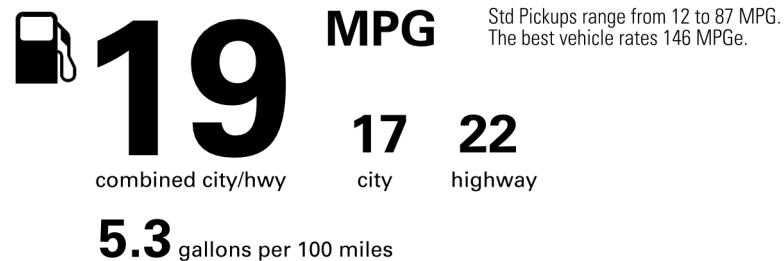 19 MPG
Std Pickups range from 12 to 87 MPG.
The best vehicle rates 146 MPGe.
combined city/hwy
17
city
22
highway
5.3 gallons per 100 miles